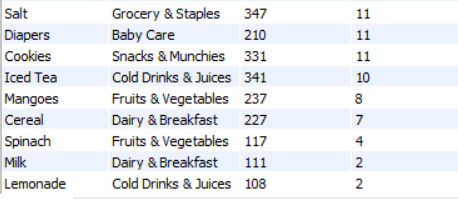 Salt Grocery & Staples 347 11
Diapers Baby Care 210 11
Cookies Snacks & Munchies 331 11
Iced Tea Cold Drinks & Juices 341 10
Mangoes Fruits & Vegetables 237 8
Cereal Dairy & Breakfast 227 7
Spinach Fruits & Vegetables 117 4
Milk Dairy & Breakfast 111 2
Lemonade Cold Drinks & Juices 108 2